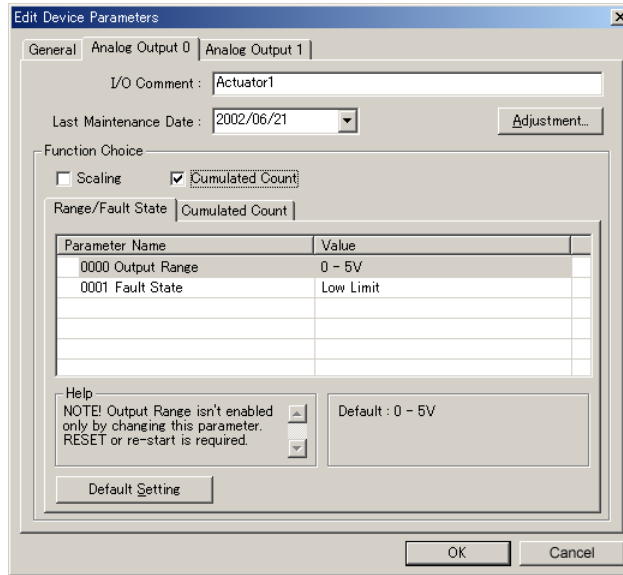 Edit Device Parameters
General
Analog Output 0
Analog Output 1
I/O Comment :
Actuator1
Last Maintenance Date :
2002/06/21
Adjustment...
Function Choice
Scaling
Cumulated Count
Range/Fault State
Cumulated Count
Parameter Name
Value
0000 Output Range
0 - 5V
0001 Fault State
Low Limit
Help
NOTE! Output Range isn't enabled
only by changing this parameter.
RESET or re-start is required.
Default : 0 - 5V
Default Setting
OK
Cancel